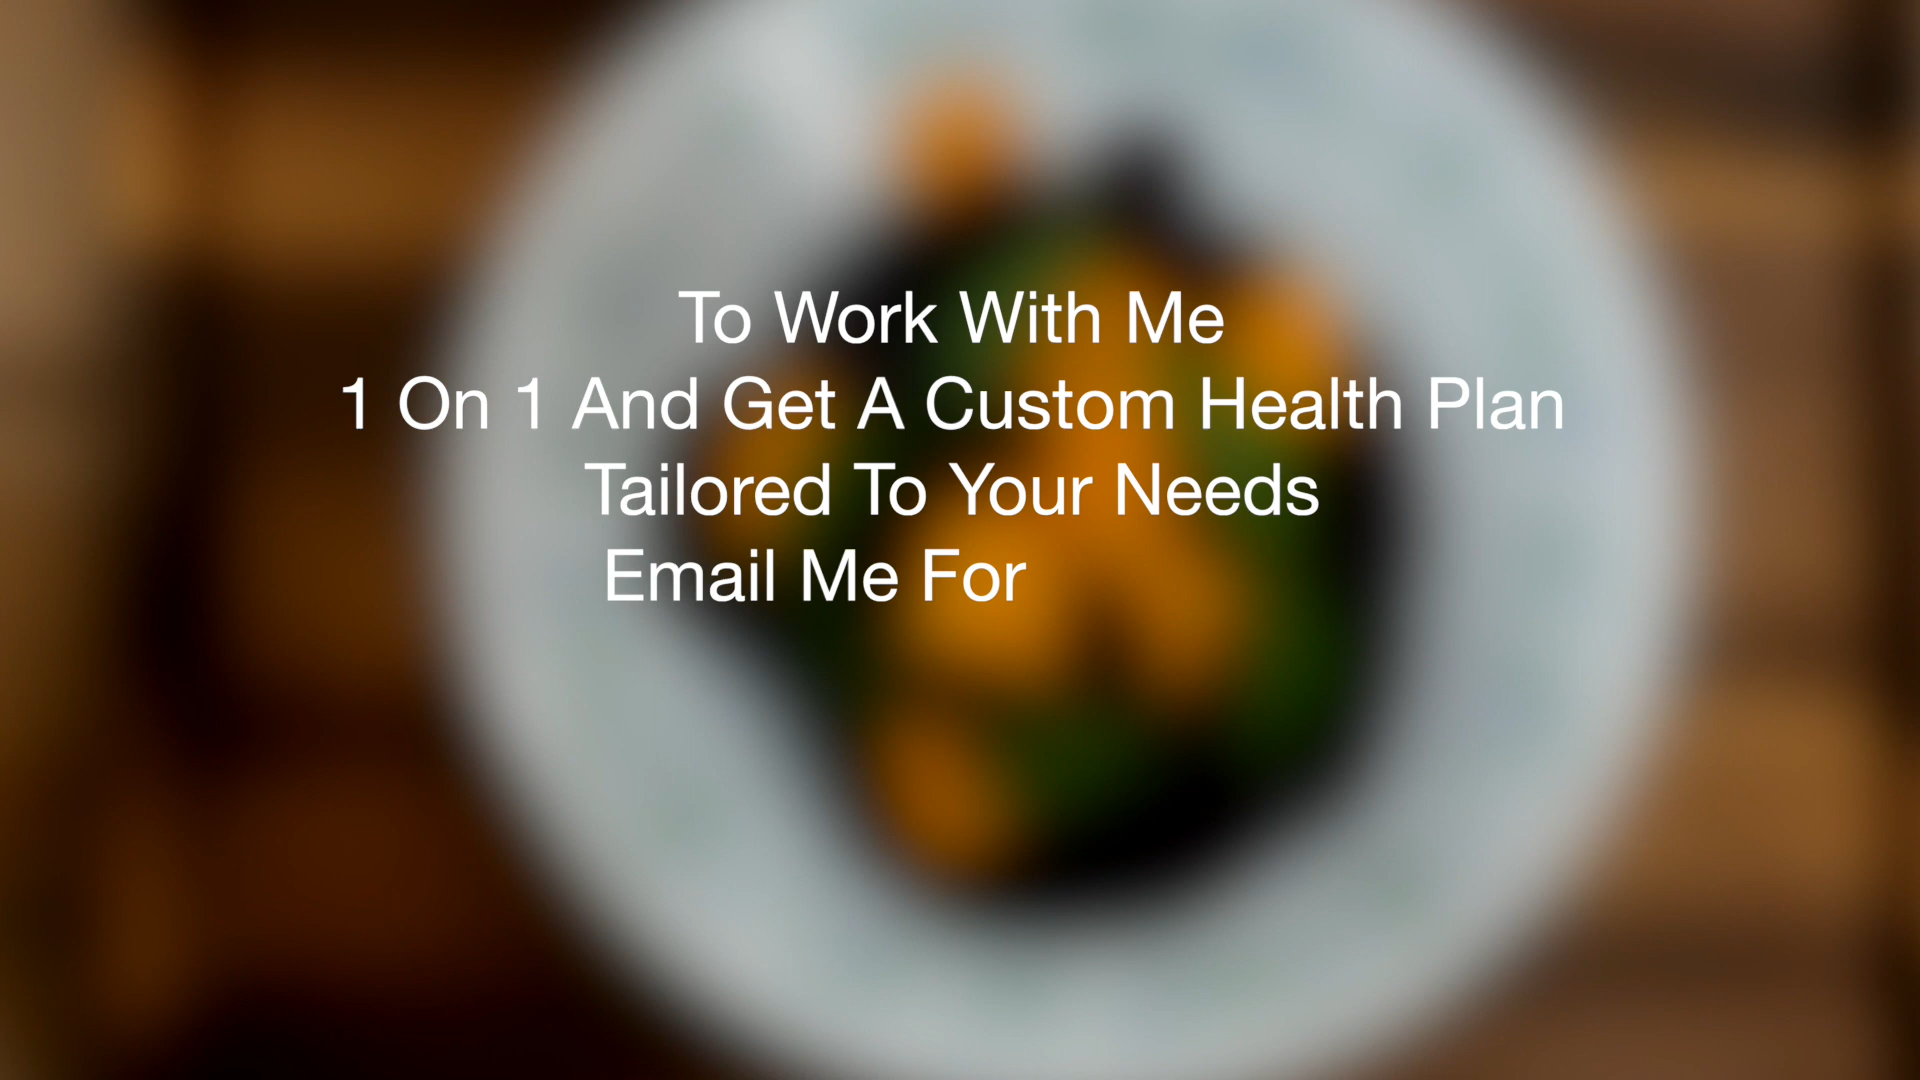 To Work With Me
1 On 1 And Get A Custom Health Plan
Tailored To Your Needs
Email Me For